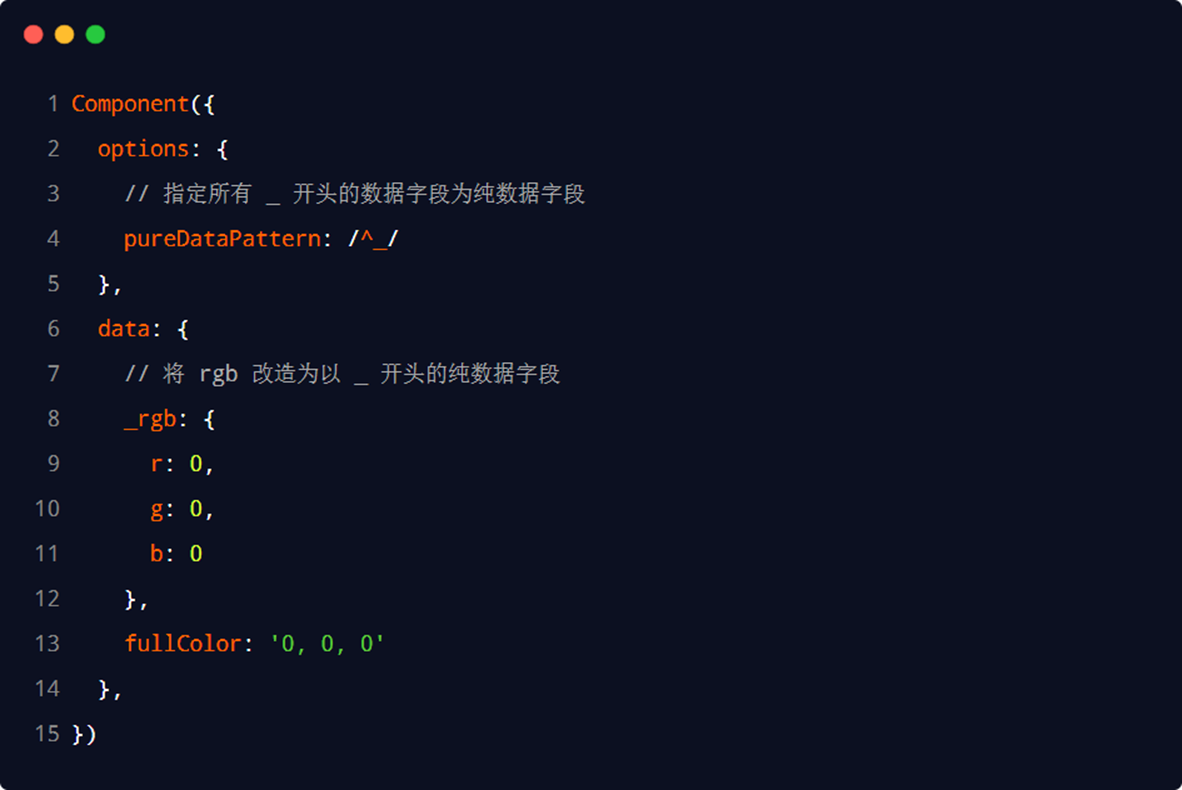 1 Component({
2   options: {
3     // 指定所有 _ 开头的数据字段为纯数据字段
4     pureDataPattern: /^_/
5   },
6   data: {
7     // 将 rgb 改造为以 _ 开头的纯数据字段
8     _rgb: {
9       r: 0,
10       g: 0,
11       b: 0
12     },
13     fullColor: '0, 0, 0'
14   },
15 })